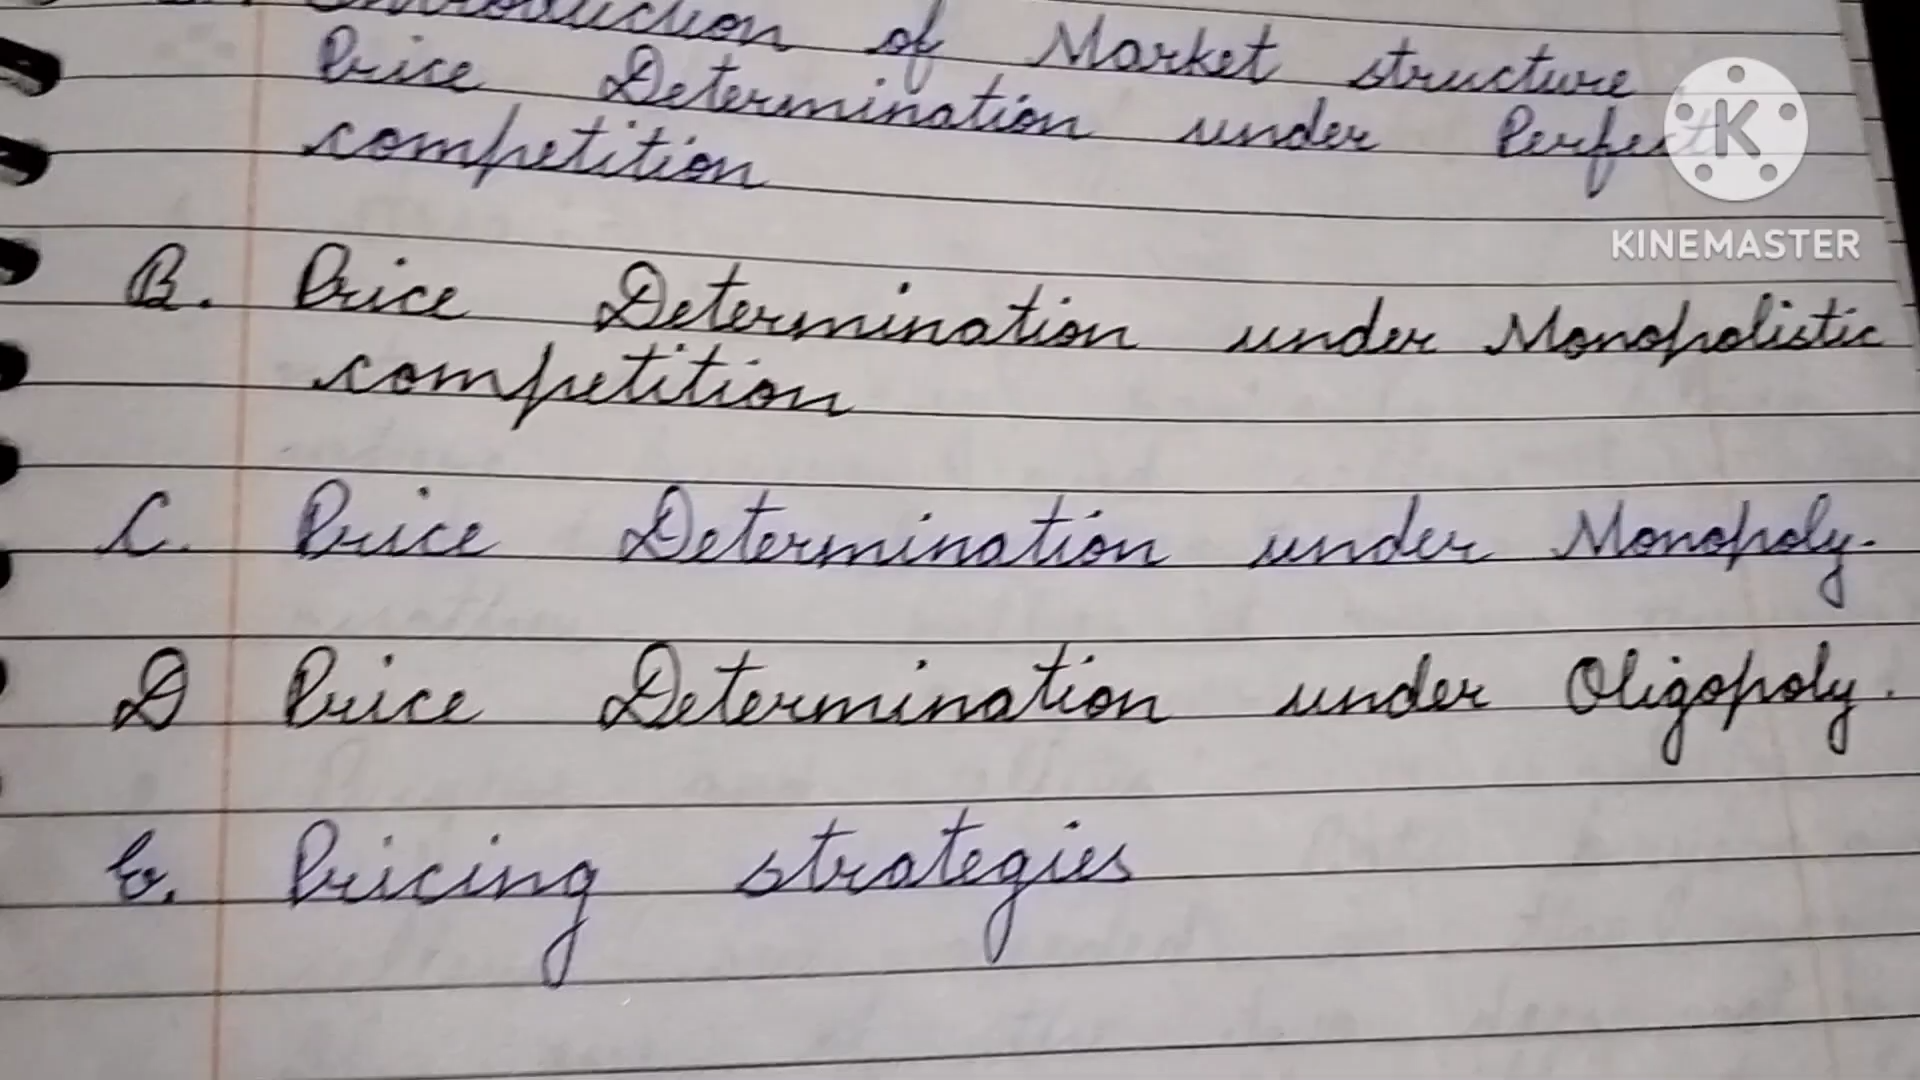 Introduction of Market structure
Price Determination under Perfect
competition
B. Price Determination under Monopolistic
competition
C. Price Determination under Monopoly.
D Price Determination under Oligopoly.
E. Pricing strategies
K
KINEMASTER